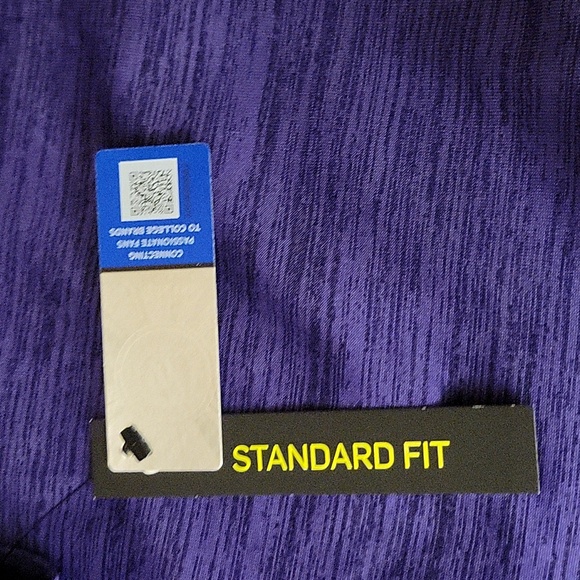 CONNECTING
PASSIONATE FANS
TO COLLEGE BRANDS
STANDARD FIT